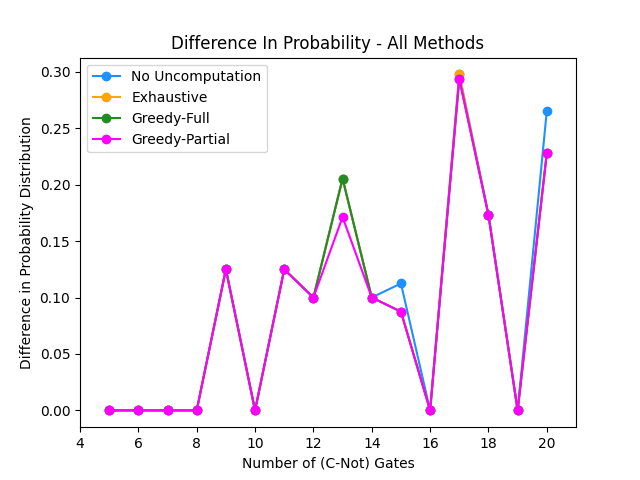 Difference In Probability - All Methods
No Uncomputation
Exhaustive
Greedy-Full
Greedy-Partial
Difference in Probability Distribution
0.30
0.25
0.20
0.15
0.10
0.05
0.00
4 6 8 10 12 14 16 18 20
Number of (C-Not) Gates